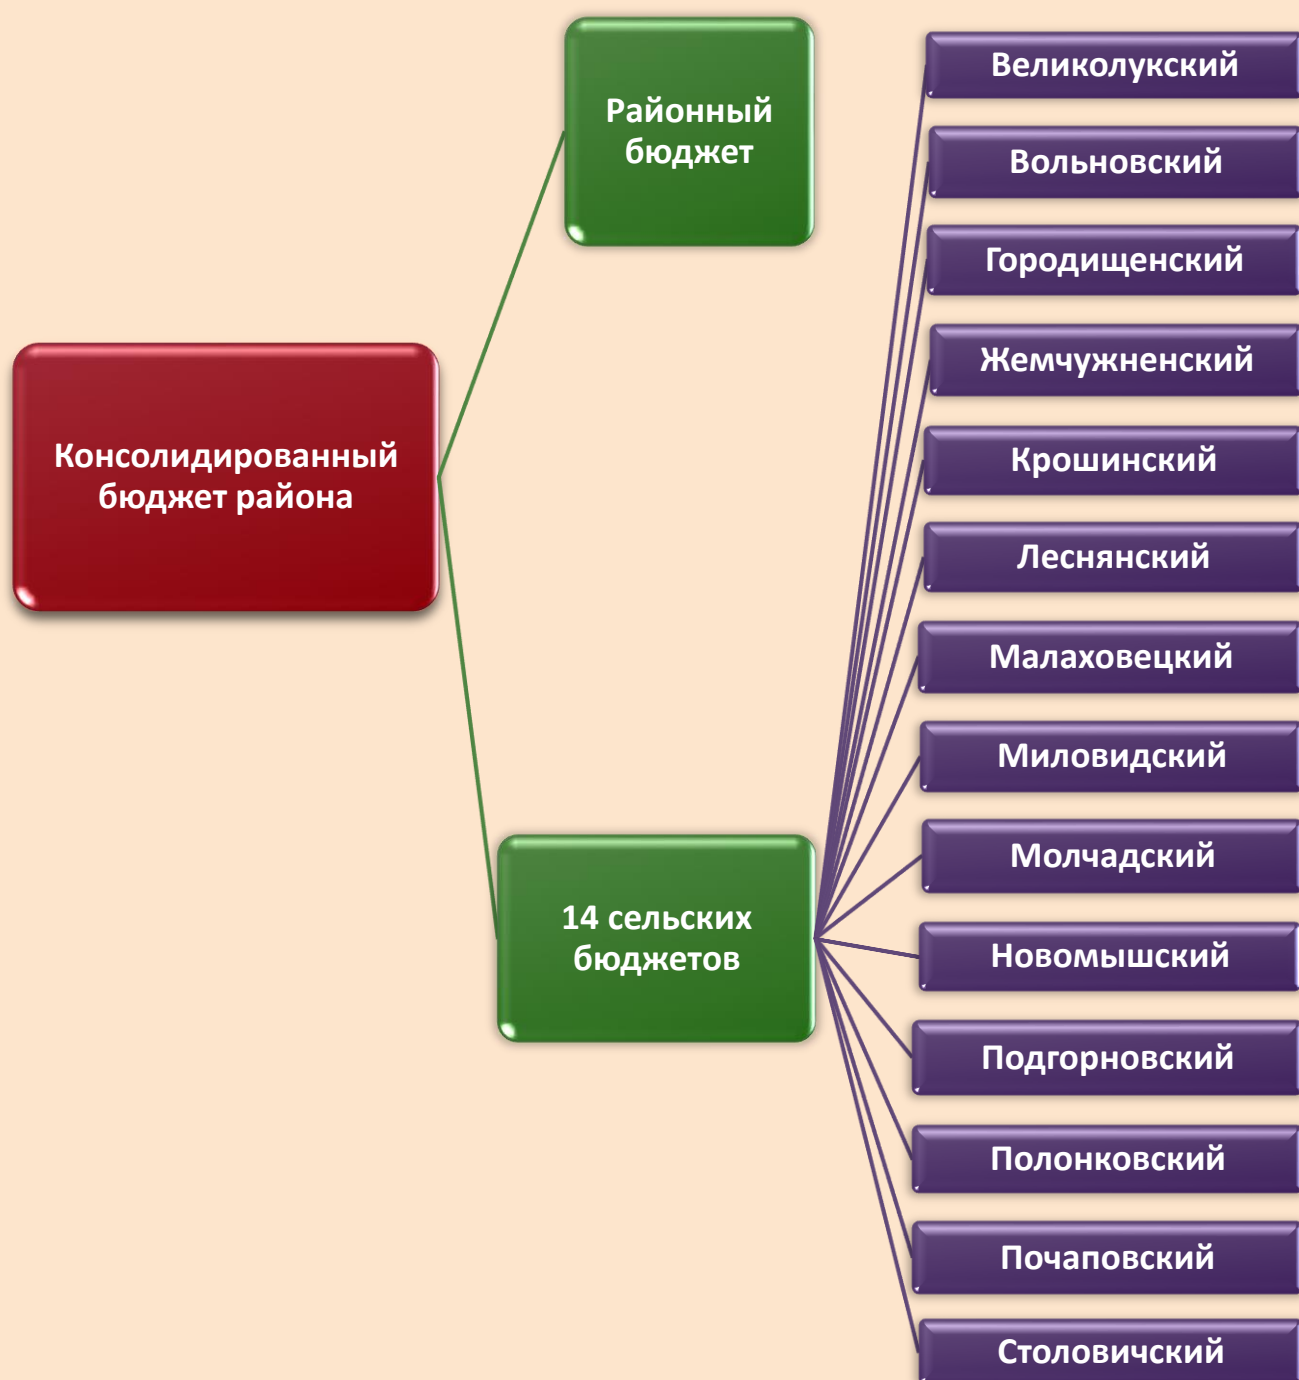 Районный
бюджет
Консолидированный
бюджет района
14 сельских
бюджетов
Великолукский
Вольновский
Городищенский
Жемчужненский
Крошинский
Леснянский
Малаховецкий
Миловидский
Молчадский
Новомышский
Подгорновский
Полонковский
Почаповский
Столовичский